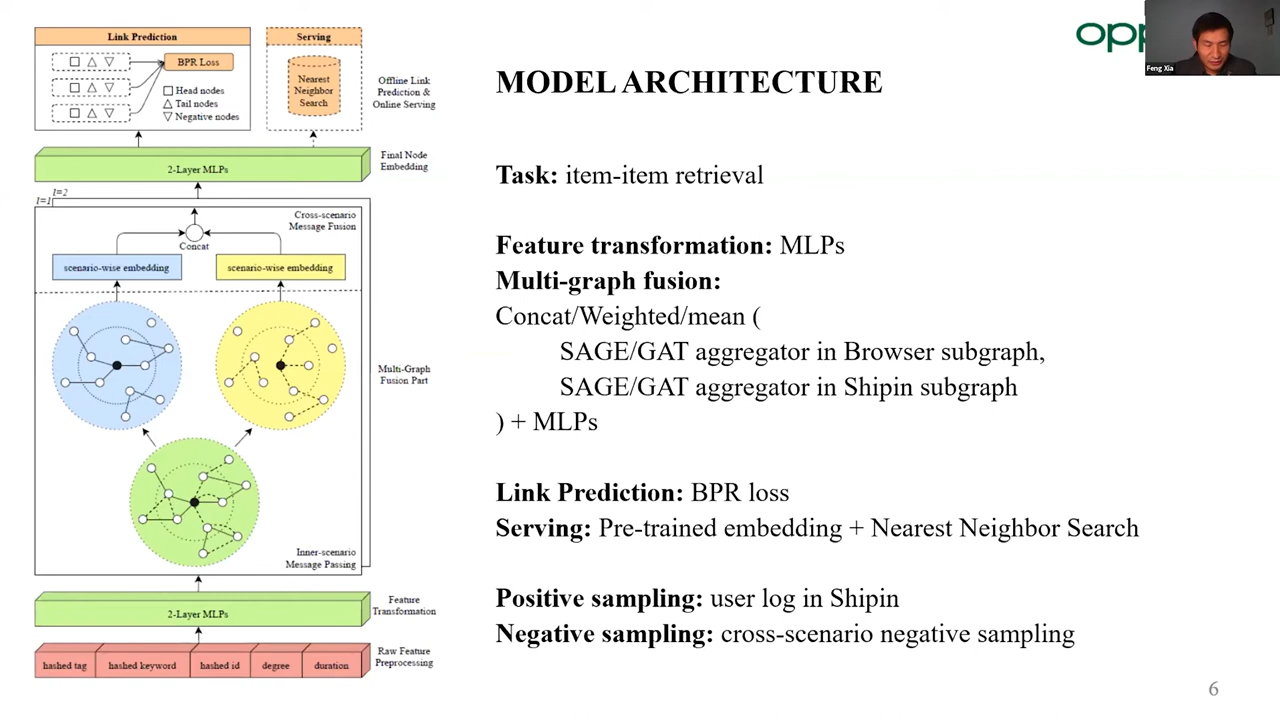 Link Prediction
BPR Loss
Head nodes
Tail nodes
Negative nodes
Serving
Nearest
Neighbor
Search
Offline Link
Prediction &
Online Serving
2-Layer MLPs
Final Node
Embedding
l=2
l=1
Cross-scenario
Message Fusion
Concat
scenario-wise embedding
scenario-wise embedding
Multi-Graph
Fusion Part
Inner-scenario
Message Passing
2-Layer MLPs
Feature
Transformation
hashed tag
hashed keyword
hashed id
degree
duration
Raw Feature
Preprocessing
MODEL ARCHITECTURE
Task: item-item retrieval
Feature transformation: MLPs
Multi-graph fusion:
Concat/Weighted/mean (
SAGE/GAT aggregator in Browser subgraph,
SAGE/GAT aggregator in Shipin subgraph
) + MLPs
Link Prediction: BPR loss
Serving: Pre-trained embedding + Nearest Neighbor Search
Positive sampling: user log in Shipin
Negative sampling: cross-scenario negative sampling
6
Feng Xia